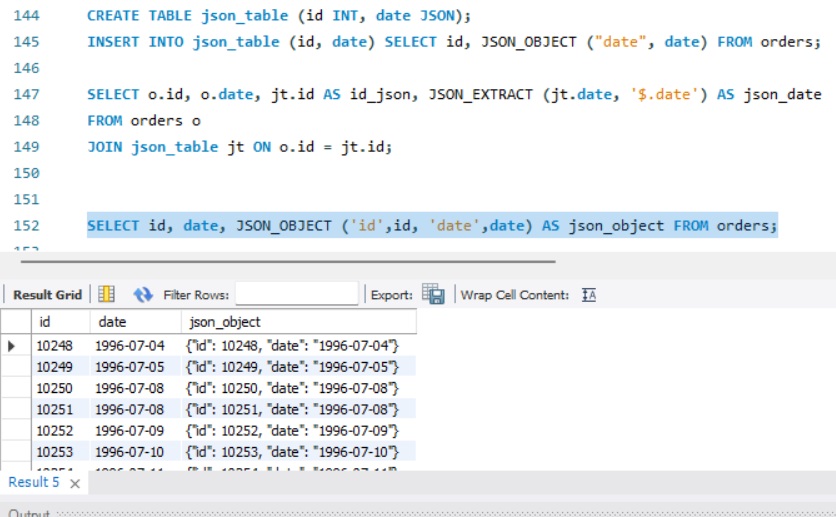 144 CREATE TABLE json_table (id INT, date JSON);
145 INSERT INTO json_table (id, date) SELECT id, JSON_OBJECT ("date", date) FROM orders;
146
147 SELECT o.id, o.date, jt.id AS id_json, JSON_EXTRACT (jt.date, '$.date') AS json_date
148 FROM orders o
149 JOIN json_table jt ON o.id = jt.id;
150
151
152 SELECT id, date, JSON_OBJECT ('id',id, 'date',date) AS json_object FROM orders;
Result Grid Filter Rows: Export: Wrap Cell Content: IA
id date json_object
10248 1996-07-04 {"id": 10248, "date": "1996-07-04"}
10249 1996-07-05 {"id": 10249, "date": "1996-07-05"}
10250 1996-07-08 {"id": 10250, "date": "1996-07-08"}
10251 1996-07-08 {"id": 10251, "date": "1996-07-08"}
10252 1996-07-09 {"id": 10252, "date": "1996-07-09"}
10253 1996-07-10 {"id": 10253, "date": "1996-07-10"}
Result 5
Output